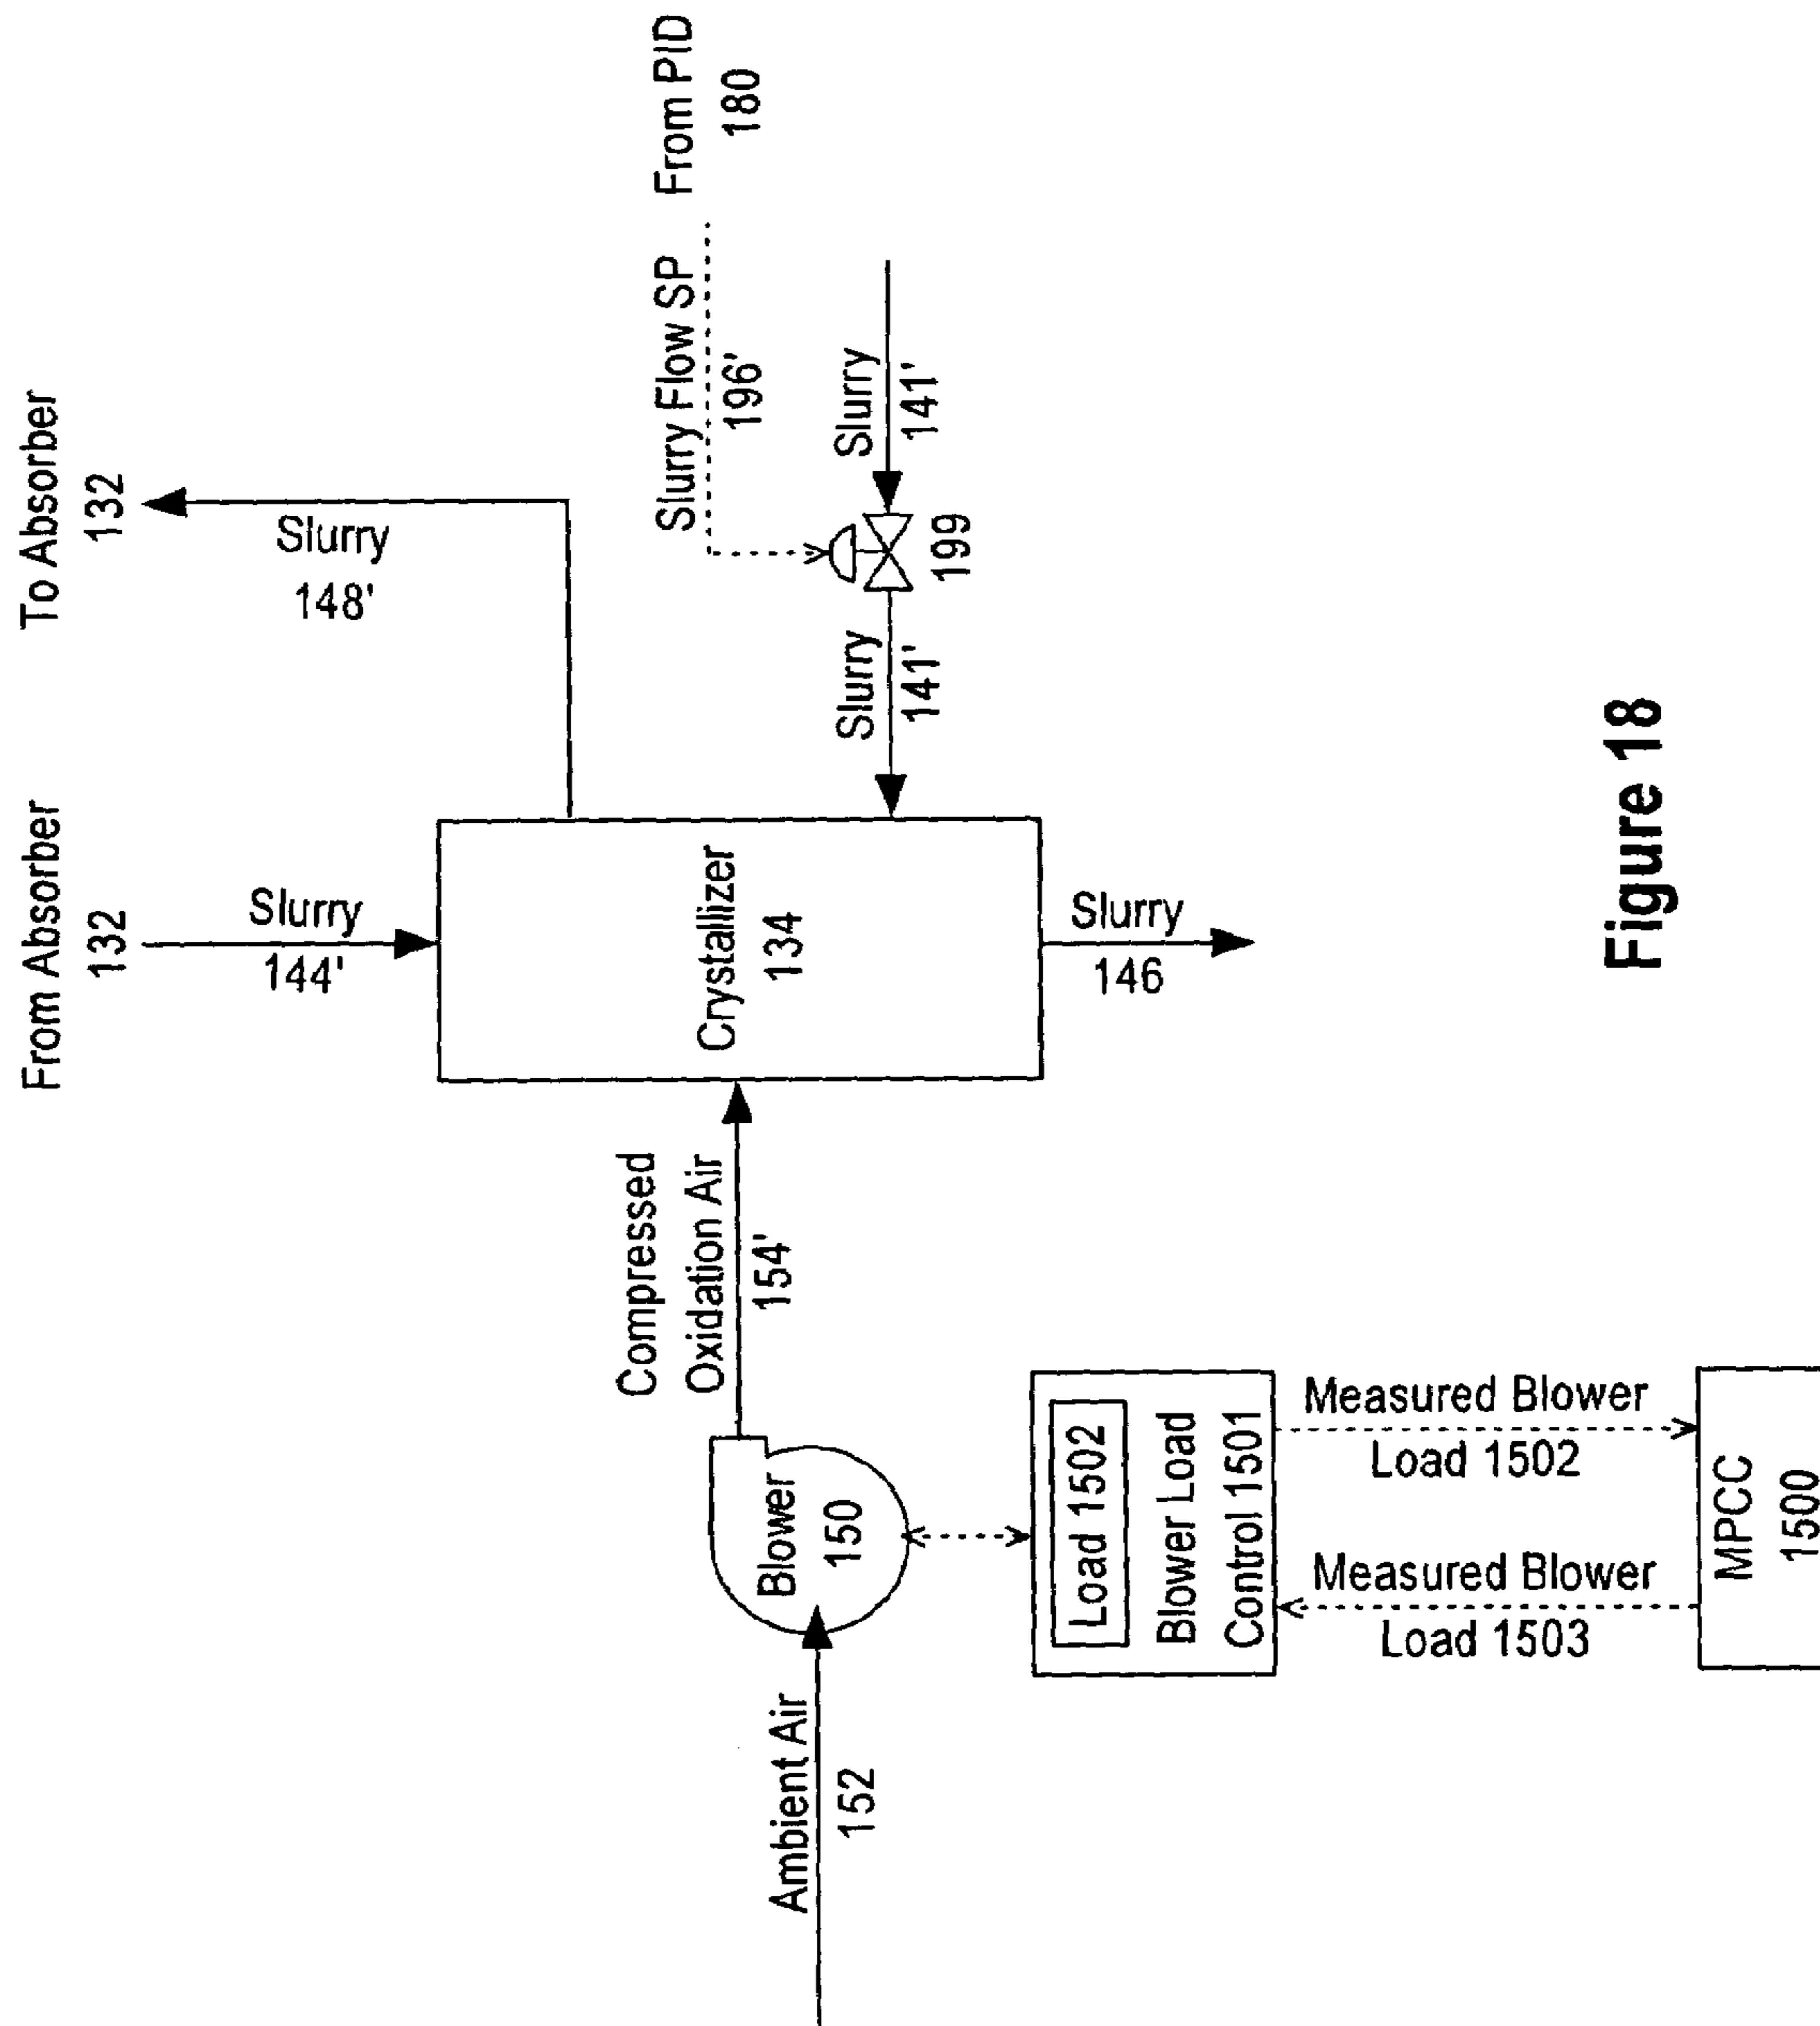 From Absorber
132
Slurry
144'
To Absorber
132
Slurry
148'
Compressed
Oxidation Air
154'
Crystallizer
134
Slurry Flow SP
196'
From PID
180
Slurry
141'
199
Slurry
141'
Ambient Air
152
Blower
150
Slurry
146
Load 1502
Blower Load
Control 1501
Measured Blower
Load 1502
Measured Blower
Load 1503
MPCC
1500
Figure 18